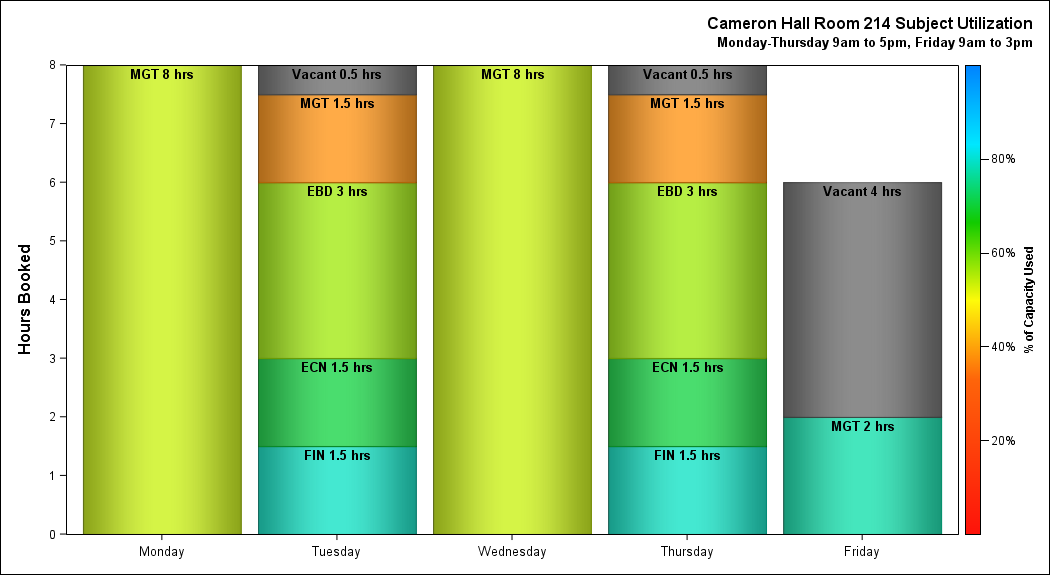 Cameron Hall Room 214 Subject Utilization
Monday-Thursday 9am to 5pm, Friday 9am to 3pm
Hours Booked
8
7
6
5
4
3
2
1
0
MGT 8 hrs
Vacant 0.5 hrs
MGT 1.5 hrs
EBD 3 hrs
ECN 1.5 hrs
FIN 1.5 hrs
MGT 8 hrs
Vacant 0.5 hrs
MGT 1.5 hrs
EBD 3 hrs
ECN 1.5 hrs
FIN 1.5 hrs
Vacant 4 hrs
MGT 2 hrs
Monday
Tuesday
Wednesday
Thursday
Friday
80%
60%
40%
20%
% of Capacity Used